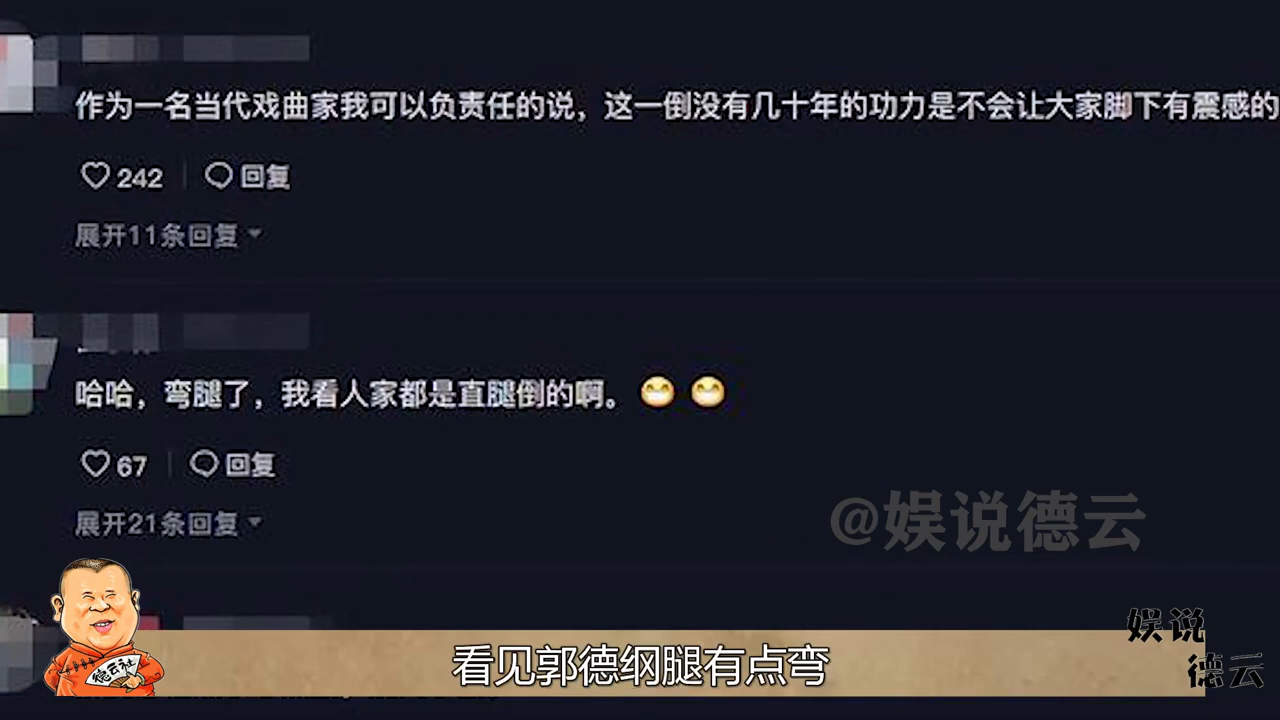 作为一名当代戏曲家我可以负责任的说，这一倒没有几十年的功力是不会让大家脚下有震感的
242 回复
展开11条回复
哈哈，弯腿了，我看人家都是直腿倒的啊。😁 😁
67 回复
展开21条回复
@娱说德云
德云社
娱说
德云
看见郭德纲腿有点弯